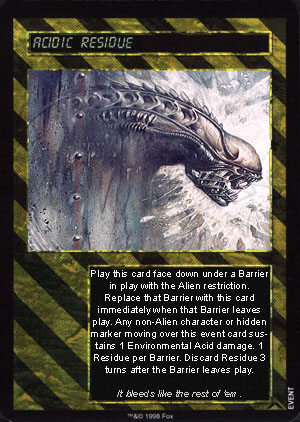 ACIDIC RESIDUE
Play this card face down under a Barrier
in play with the Alien restriction.
Replace that Barrier with this card
immediately when that Barrier leaves
play. Any non-Alien character or hidden
marker moving over this event card sus-
tains 1 Environmental Acid damage. 1
Residue per Barrier. Discard Residue 3
turns after the Barrier leaves play.
It bleeds like the rest of 'em.
EVENT
™&© 1998 Fox